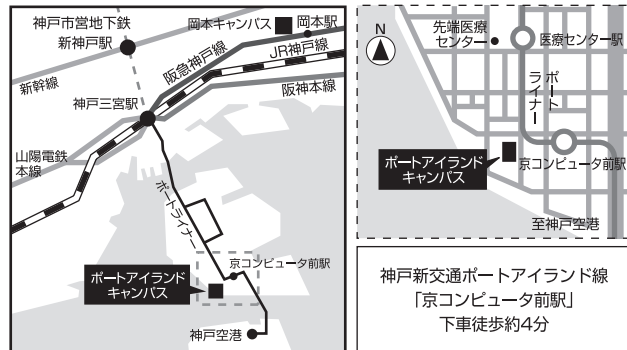 神戸市営地下鉄
新神戸駅
岡本キャンパス
岡本駅
阪急神戸線
JR神戸線
新幹線
神戸三宮駅
阪神本線
山陽電鉄
本線
ポートライナー
京コンピュータ前駅
ポートアイランド
キャンパス
神戸空港
N
先端医療
センター
医療センター駅
ポート
ライナー
ポートアイランド
キャンパス
京コンピュータ前駅
至神戸空港
神戸新交通ポートアイランド線
「京コンピュータ前駅」
下車徒歩約4分